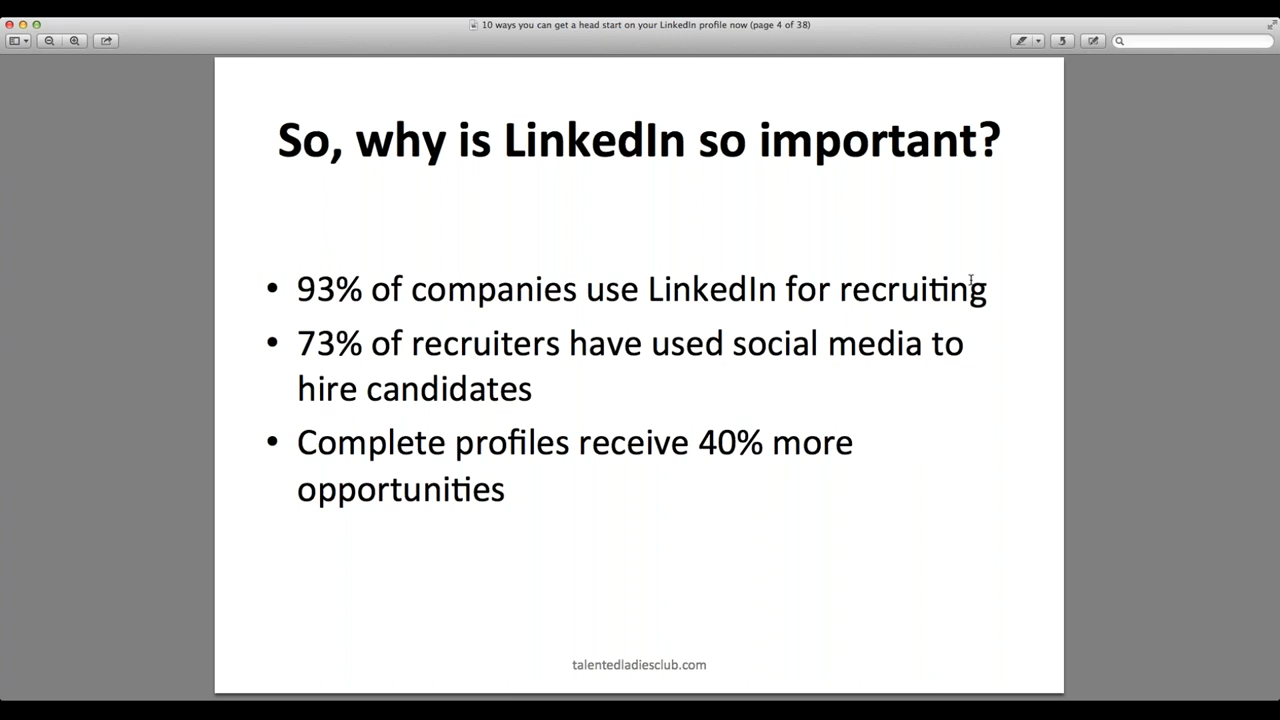 10 ways you can get a head start on your LinkedIn profile now (page 4 of 38)
So, why is LinkedIn so important?
• 93% of companies use LinkedIn for recruiting
• 73% of recruiters have used social media to
hire candidates
• Complete profiles receive 40% more
opportunities
talentedladiesclub.com